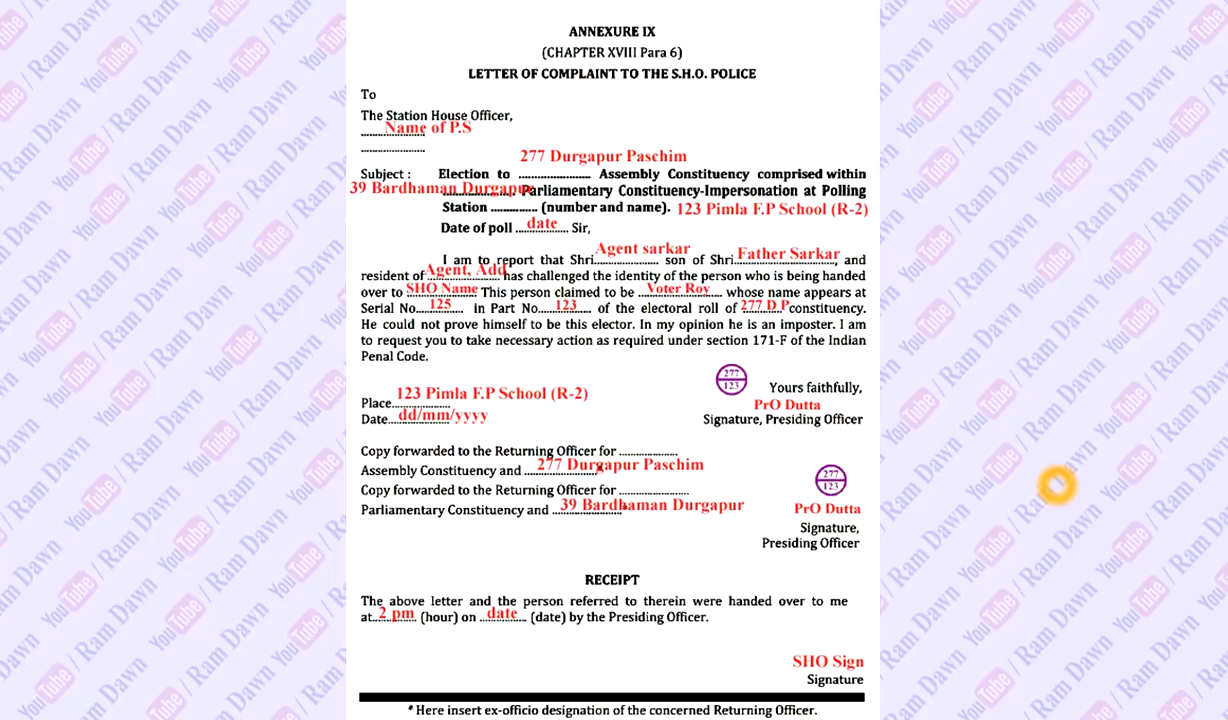 ANNEXURE IX
(CHAPTER XVIII Para 6)
LETTER OF COMPLAINT TO THE S.H.O. POLICE
To
The Station House Officer,
Name of P.S
......................
......................
277 Durgapur Paschim
Subject : Election to ...................... Assembly Constituency comprised within
39 Bardhaman Durgapur Parliamentary Constituency-Impersonation at Polling
Station .............. (number and name). 123 Pimla F.P School (R-2)
Date of poll date Sir,
I am to report that Shri Agent sarkar son of Shri Father Sarkar, and
resident of Agent, Add has challenged the identity of the person who is being handed
over to SHO Name This person claimed to be Voter Roy whose name appears at
Serial No. 125 in Part No. 123 of the electoral roll of 277 D.P constituency.
He could not prove himself to be this elector. In my opinion he is an imposter. I am
to request you to take necessary action as required under section 171-F of the Indian
Penal Code.
277
123
Yours faithfully,
123 Pimla F.P School (R-2)
Place......................
PrO Dutta
Date dd/mm/yyyy
Signature, Presiding Officer
Copy forwarded to the Returning Officer for ......................
Assembly Constituency and 277 Durgapur Paschim*
Copy forwarded to the Returning Officer for ......................
Parliamentary Constituency and 39 Bardhaman Durgapur*
277
123
PrO Dutta
Signature,
Presiding Officer
RECEIPT
The above letter and the person referred to therein were handed over to me
at 2 pm (hour) on date (date) by the Presiding Officer.
SHO Sign
Signature
* Here insert ex-officio designation of the concerned Returning Officer.
YouTube / Ram Dawn